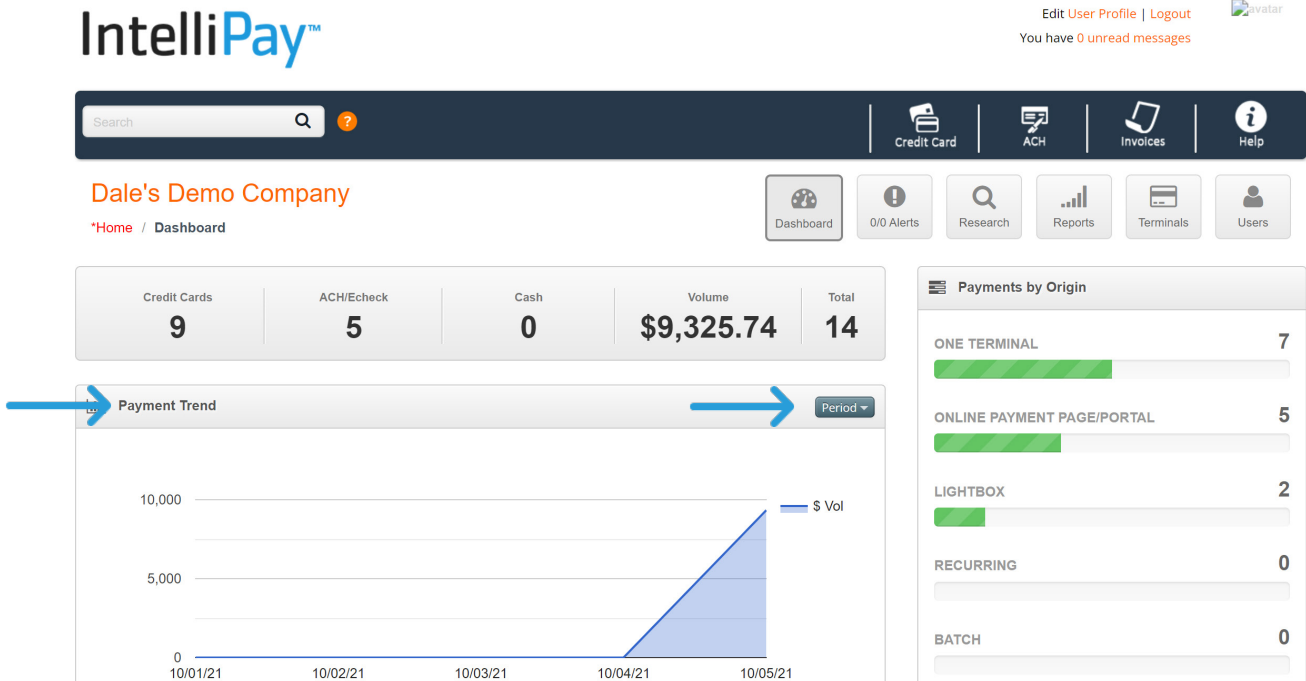 IntelliPay™
Edit User Profile | Logout
avatar
You have 0 unread messages
Search
?
Credit Card
ACH
Invoices
Help
Dale's Demo Company
*Home / Dashboard
Dashboard
0/0 Alerts
Research
Reports
Terminals
Users
Credit Cards
9
ACH/Echeck
5
Cash
0
Volume
$9,325.74
Total
14
Payment Trend
Period
10,000
5,000
0
$ Vol
10/01/21
10/02/21
10/03/21
10/04/21
10/05/21
Payments by Origin
ONE TERMINAL 7
ONLINE PAYMENT PAGE/PORTAL 5
LIGHTBOX 2
RECURRING 0
BATCH 0